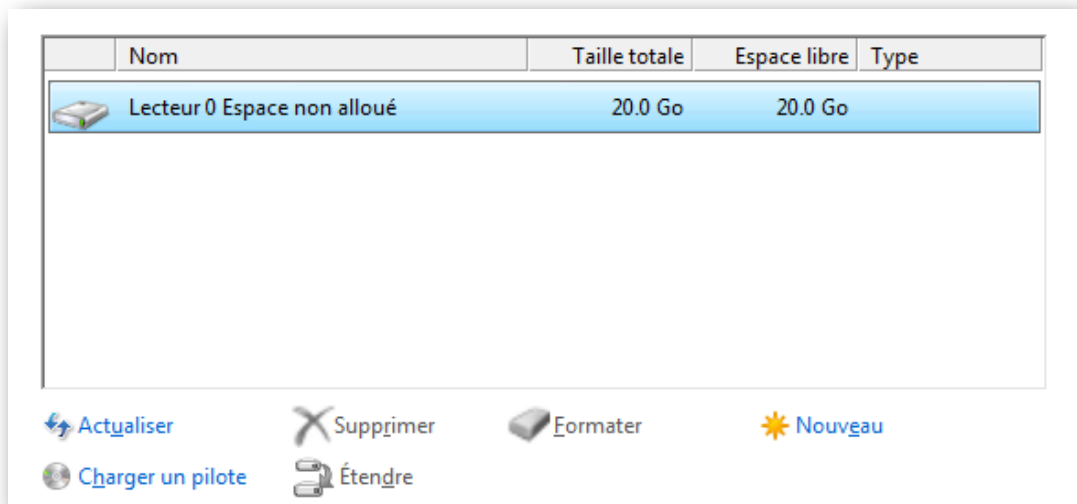 Nom Taille totale Espace libre Type
Lecteur 0 Espace non alloué 20.0 Go 20.0 Go
Actualiser Supprimer Formater Nouveau
Charger un pilote Étendre